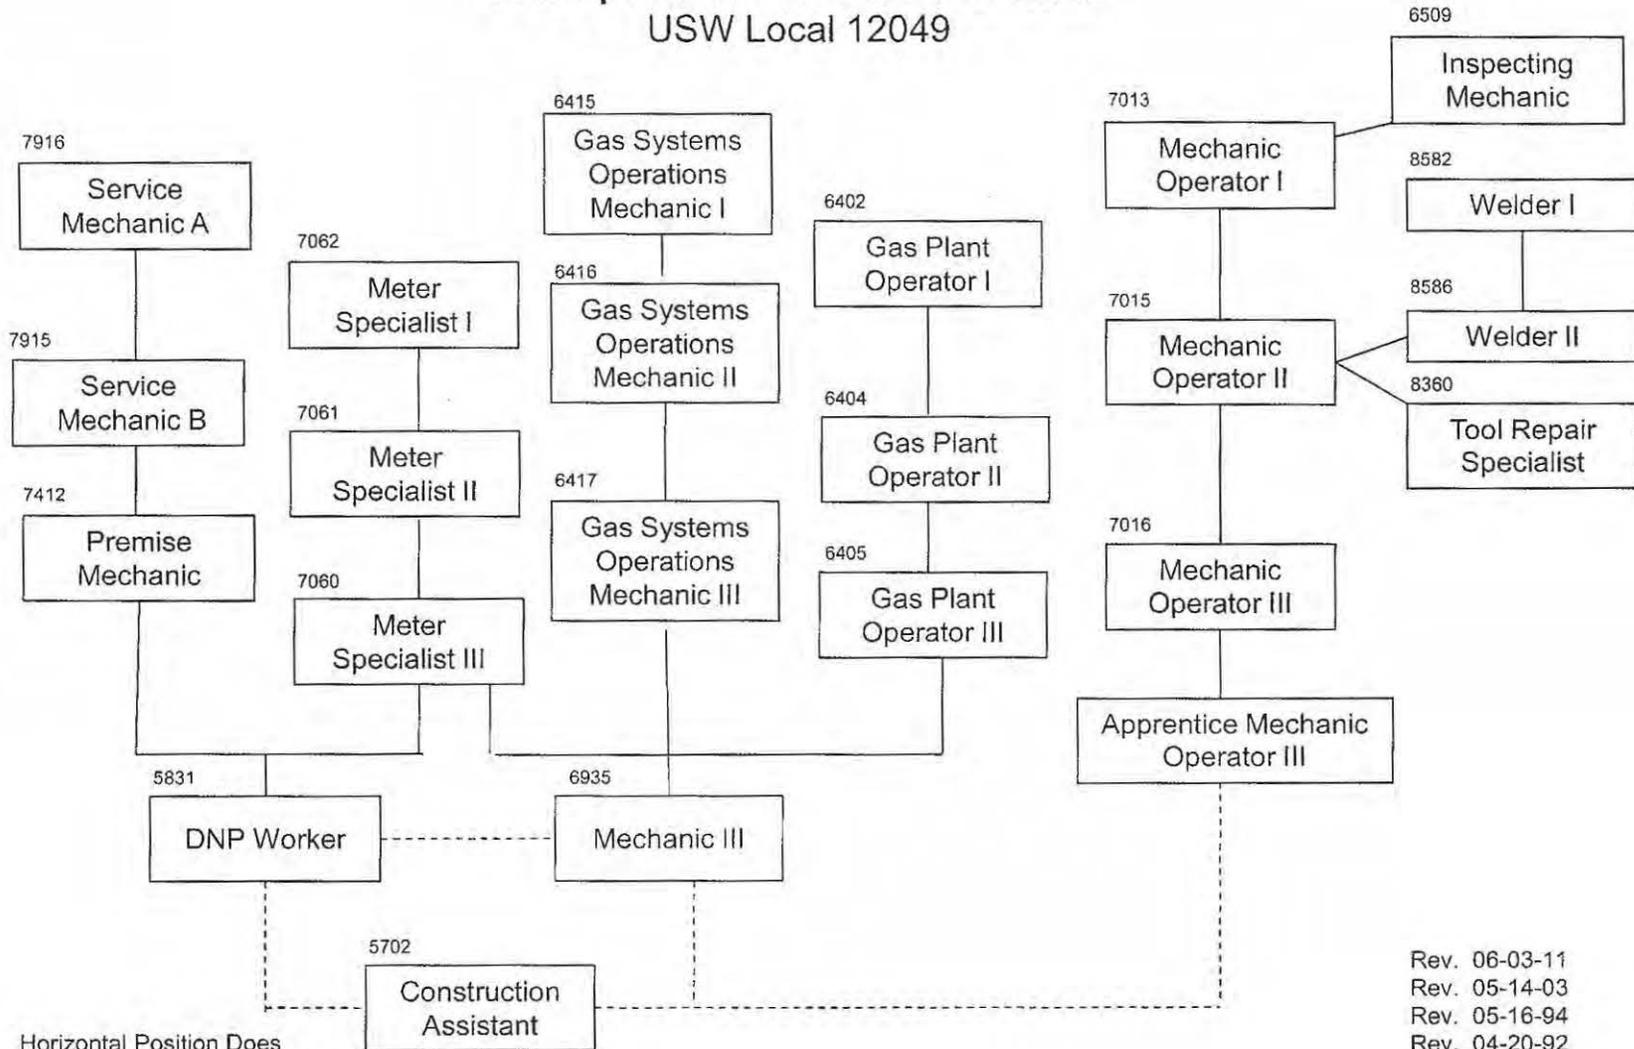 USW Local 12049
6509
Inspecting
Mechanic
7013
Mechanic
Operator I
8582
Welder I
8586
Welder II
8360
Tool Repair
Specialist
7015
Mechanic
Operator II
7016
Mechanic
Operator III
Apprentice Mechanic
Operator III
6415
Gas Systems
Operations
Mechanic I
6416
Gas Systems
Operations
Mechanic II
6417
Gas Systems
Operations
Mechanic III
6402
Gas Plant
Operator I
6404
Gas Plant
Operator II
6405
Gas Plant
Operator III
7916
Service
Mechanic A
7915
Service
Mechanic B
7412
Premise
Mechanic
7062
Meter
Specialist I
7061
Meter
Specialist II
7060
Meter
Specialist III
5831
DNP Worker
6935
Mechanic III
5702
Construction
Assistant
Horizontal Position Does
Rev. 06-03-11
Rev. 05-14-03
Rev. 05-16-94
Rev. 04-20-92